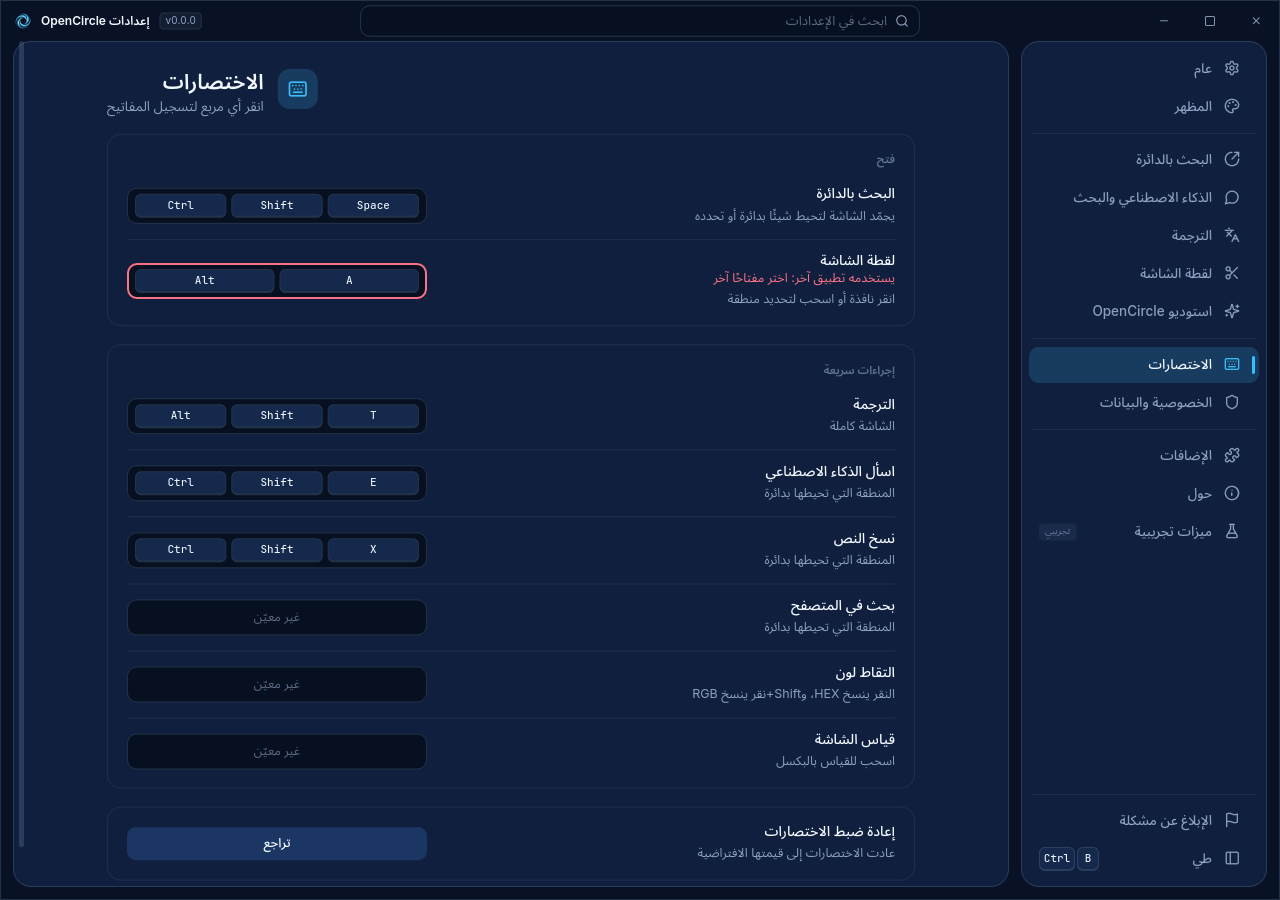 إعدادات OpenCircle v0.0.0
ابحث في الإعدادات
عام
المظهر
البحث بالدائرة
الذكاء الاصطناعي والبحث
الترجمة
لقطة الشاشة
استوديو OpenCircle
الاختصارات
الخصوصية والبيانات
الإضافات
حول
ميزات تجريبية تجريبي
الإبلاغ عن مشكلة
طي Ctrl B
الاختصارات
انقر أي مربع لتسجيل المفاتيح
فتح
البحث بالدائرة
يجمّد الشاشة لتحيط شيئًا بدائرة أو تحدده
Ctrl Shift Space
لقطة الشاشة
يستخدمه تطبيق آخر: اختر مفتاحًا آخر
انقر نافذة أو اسحب لتحديد منطقة
Alt A
إجراءات سريعة
الترجمة
الشاشة كاملة
Alt Shift T
اسأل الذكاء الاصطناعي
المنطقة التي تحيطها بدائرة
Ctrl Shift E
نسخ النص
المنطقة التي تحيطها بدائرة
Ctrl Shift X
بحث في المتصفح
المنطقة التي تحيطها بدائرة
غير معيّن
التقاط لون
النقر ينسخ HEX، وShift+نقر ينسخ RGB
غير معيّن
قياس الشاشة
اسحب للقياس بالبكسل
غير معيّن
إعادة ضبط الاختصارات
عادت الاختصارات إلى قيمتها الافتراضية
تراجع